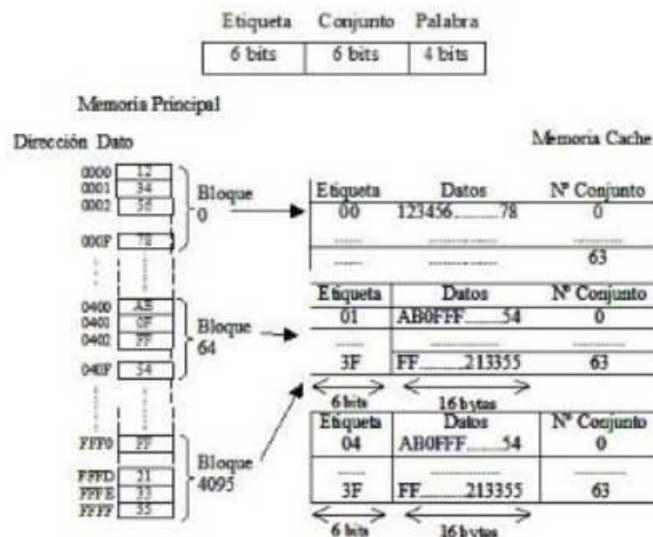 Etiqueta Conjunto Palabra
6 bits 6 bits 4 bits
Memoria Principal
Dirección Dato
Memoria Cache
0000 12
0001 34
0002 56
000F 78
Bloque
0
0400 AB
0401 0F
0402 FF
040F 54
Bloque
64
FFF0 FF
FFFD 21
FFFE 33
FFFF 55
Bloque
4095
Etiqueta Datos Nº Conjunto
00 123456..........78 0
...... ............... ...........
...... ............... 63
Etiqueta Datos Nº Conjunto
01 AB0FFF........54 0
...... ............... ...........
3F FF..........213355 63
6 bits 16 bytes
Etiqueta Datos Nº Conjunto
04 AB0FFF........54 0
...... ............... ...........
3F FF..........213355 63
6 bits 16 bytes